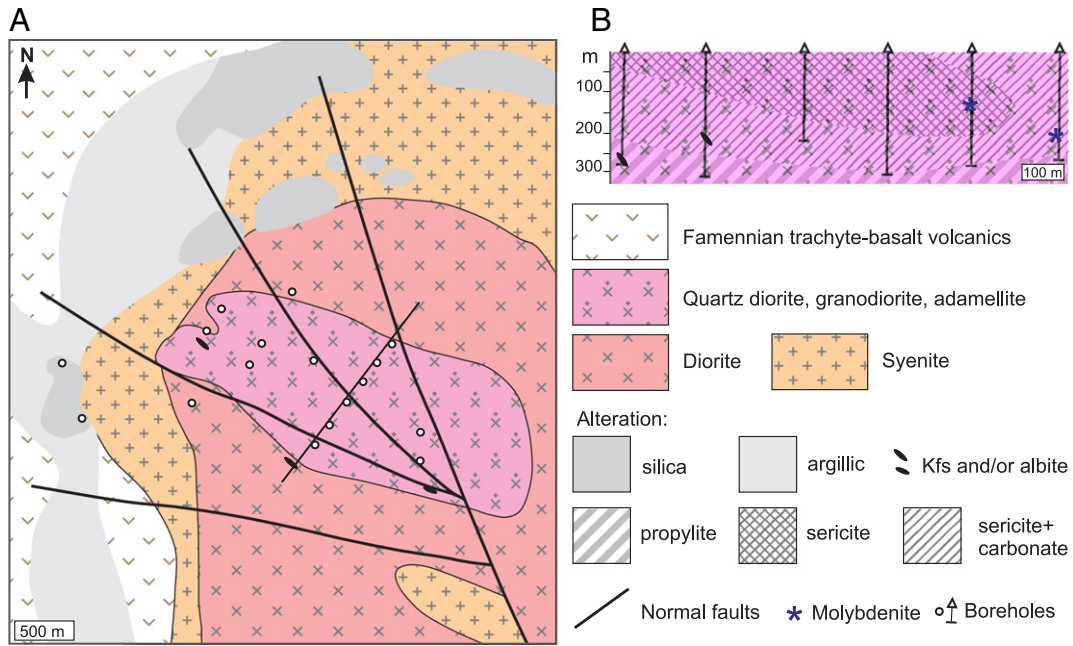 A
N
500 m
B
m
100
200
300
100 m
Famennian trachyte-basalt volcanics
Quartz diorite, granodiorite, adamellite
Diorite
Syenite
Alteration:
silica
argillic
Kfs and/or albite
propylite
sericite
sericite+
carbonate
Normal faults
Molybdenite
Boreholes